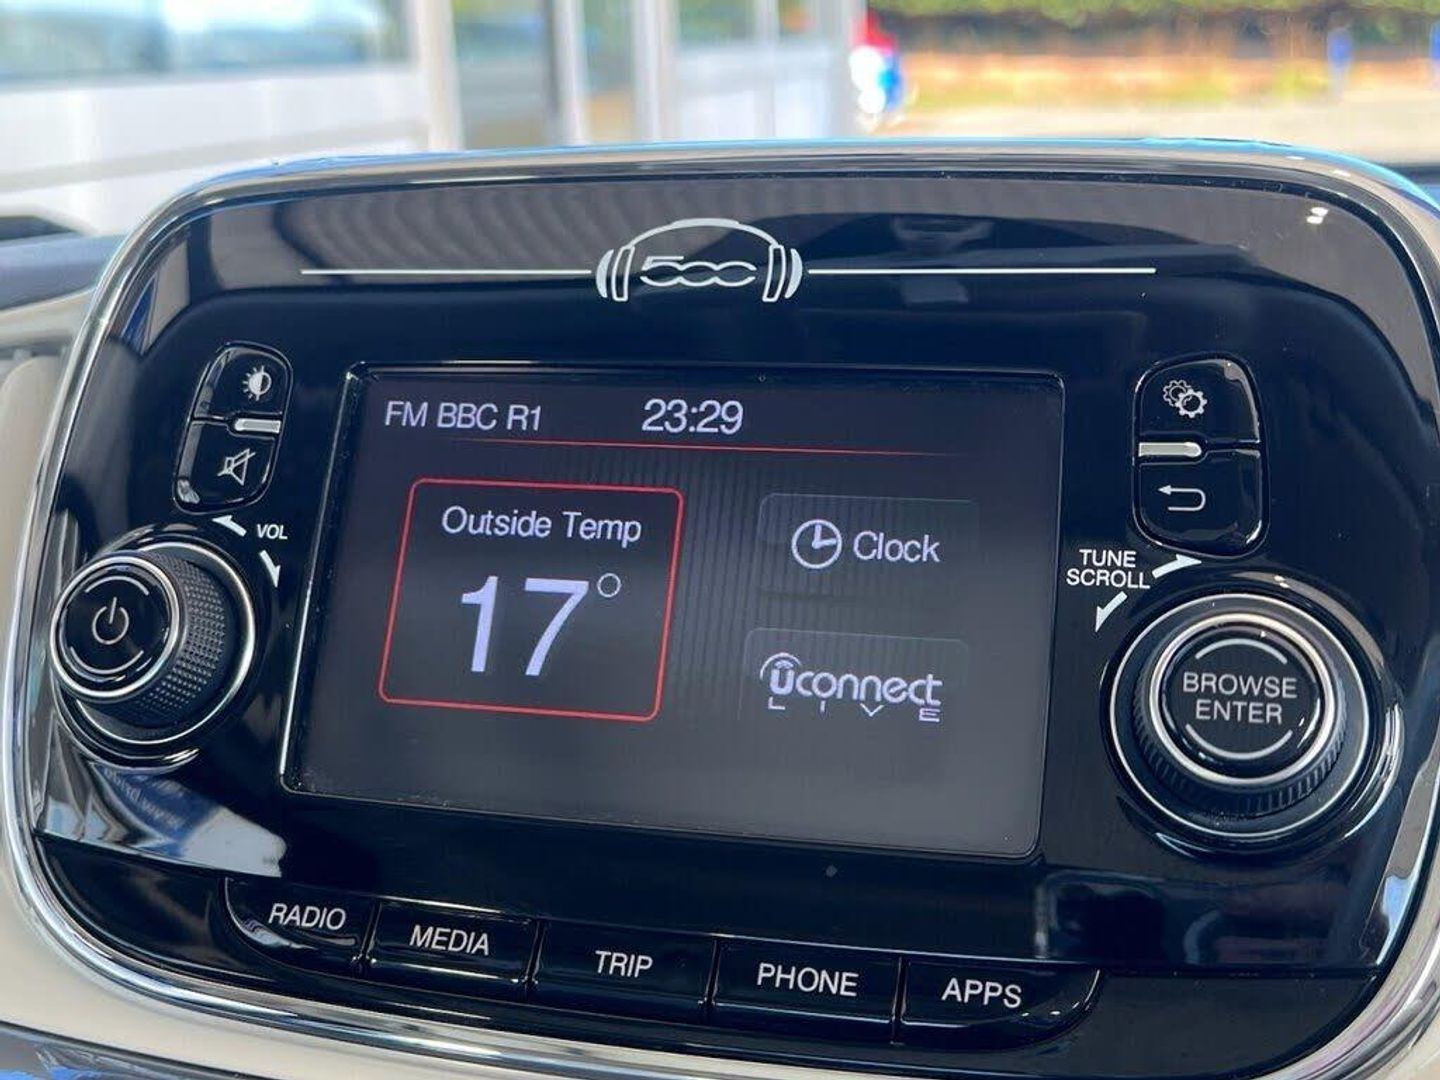 500
FM BBC R1 23:29
Outside Temp
17°
Clock
Uconnect
LIVE
VOL
TUNE
SCROLL
BROWSE
ENTER
RADIO MEDIA TRIP PHONE APPS